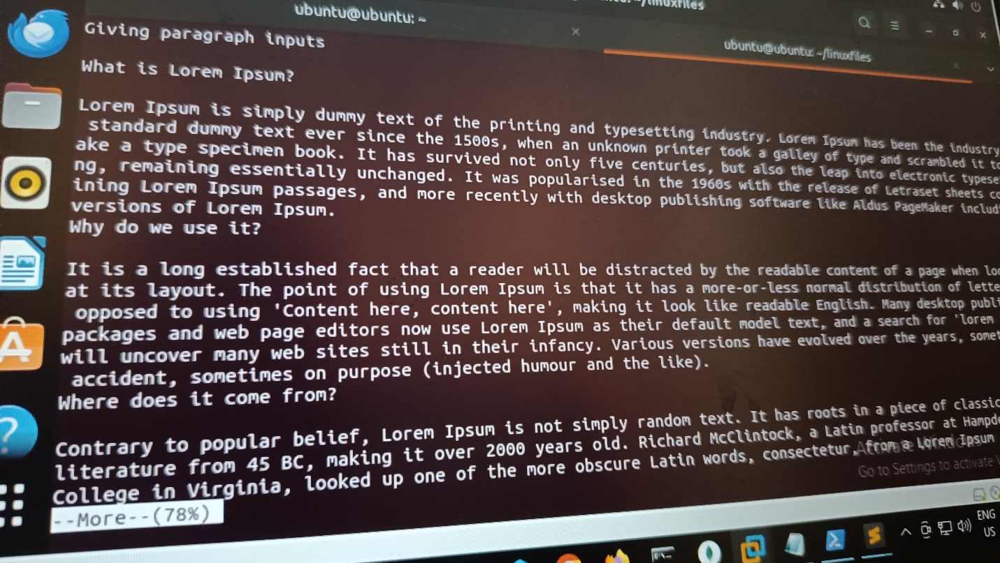 ubuntu@ubuntu: ~
~/linuxfiles
ubuntu@ubuntu: ~/linuxfiles
Giving paragraph inputs
What is Lorem Ipsum?
Lorem Ipsum is simply dummy text of the printing and typesetting industry. Lorem Ipsum has been the industry
standard dummy text ever since the 1500s, when an unknown printer took a galley of type and scrambled it to
ake a type specimen book. It has survived not only five centuries, but also the leap into electronic typese
ng, remaining essentially unchanged. It was popularised in the 1960s with the release of Letraset sheets co
ining Lorem Ipsum passages, and more recently with desktop publishing software like Aldus PageMaker includi
versions of Lorem Ipsum.
Why do we use it?
It is a long established fact that a reader will be distracted by the readable content of a page when loo
at its layout. The point of using Lorem Ipsum is that it has a more-or-less normal distribution of lette
opposed to using 'Content here, content here', making it look like readable English. Many desktop publi
packages and web page editors now use Lorem Ipsum as their default model text, and a search for 'lorem
will uncover many web sites still in their infancy. Various versions have evolved over the years, somet
accident, sometimes on purpose (injected humour and the like).
Where does it come from?
Contrary to popular belief, Lorem Ipsum is not simply random text. It has roots in a piece of classic
literature from 45 BC, making it over 2000 years old. Richard McClintock, a Latin professor at Hampde
College in Virginia, looked up one of the more obscure Latin words, consectetur, from a Lorem Ipsum
Go to Settings to activate
--More--(78%)
ENG
US